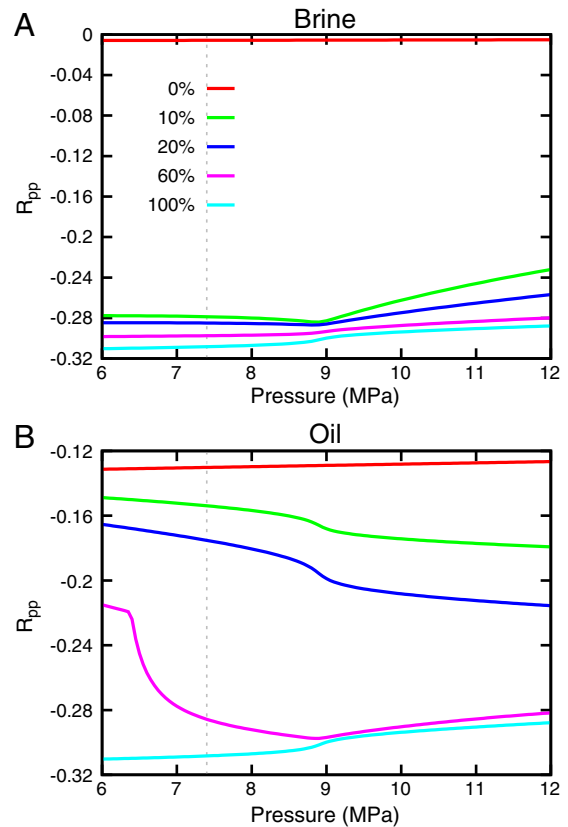 A
Brine
0
-0.04
-0.08
-0.12
-0.16
-0.2
-0.24
-0.28
-0.32
Rpp
0%
10%
20%
60%
100%
6 7 8 9 10 11 12
Pressure (MPa)
B
Oil
-0.12
-0.16
-0.2
-0.24
-0.28
-0.32
Rpp
6 7 8 9 10 11 12
Pressure (MPa)